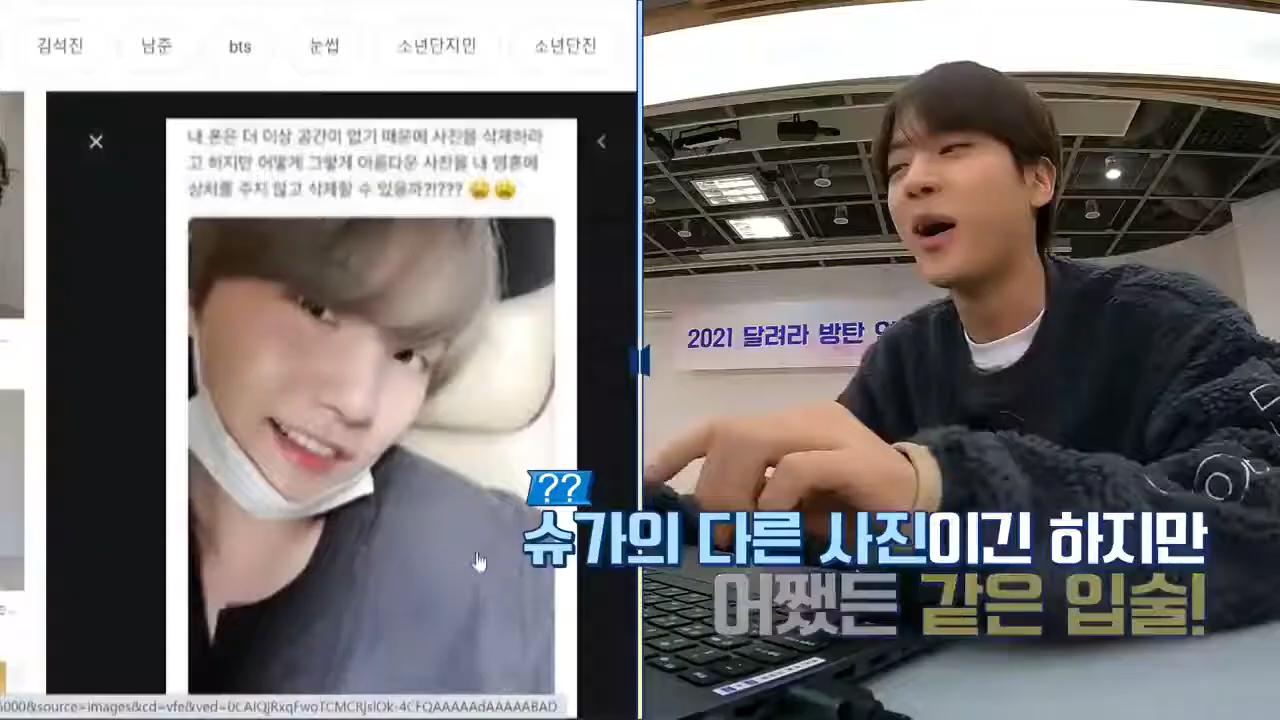 김석진
남준
bts
눈썹
소년단지민
소년단진
내 폰은 더 이상 공간이 없기 때문에 사진을 삭제하라
고 하지만 어떻게 그렇게 아름다운 사진을 내 영혼에
상처를 주지 않고 삭제할 수 있을까?!???
2021 달려라 방탄
??
슈가의 다른 사진이긴 하지만
어쨌든 같은 입술!